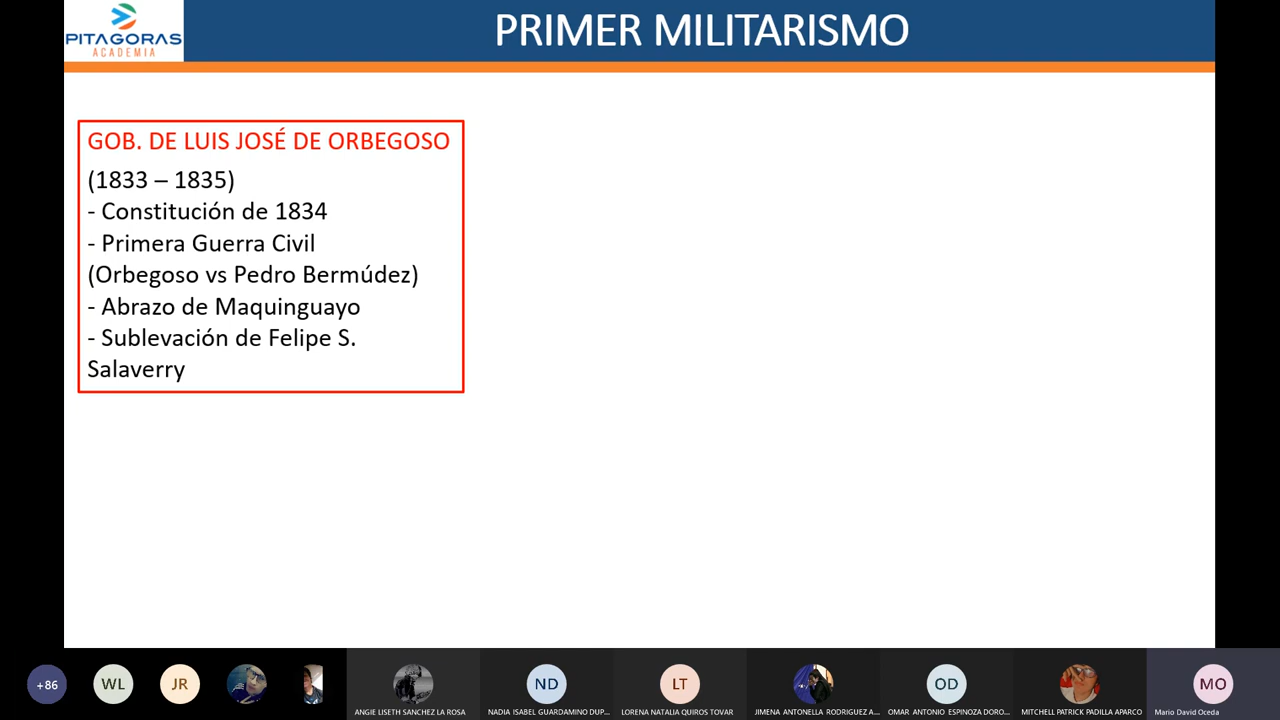 PITAGORAS
ACADEMIA
PRIMER MILITARISMO
GOB. DE LUIS JOSÉ DE ORBEGOSO
(1833 – 1835)
- Constitución de 1834
- Primera Guerra Civil
(Orbegoso vs Pedro Bermúdez)
- Abrazo de Maquinguayo
- Sublevación de Felipe S.
Salaverry
+86
WL
JR
ND
LT
OD
MO
ANGIE LISETH SANCHEZ LA ROSA
NADIA ISABEL GUARDAMINO DUP...
LORENA NATALIA QUIROS TOVAR
JIMENA ANTONELLA RODRIGUEZ A...
OMAR ANTONIO ESPINOZA DORO...
MITCHELL PATRICK PADILLA APARCO
Mario David Oceda